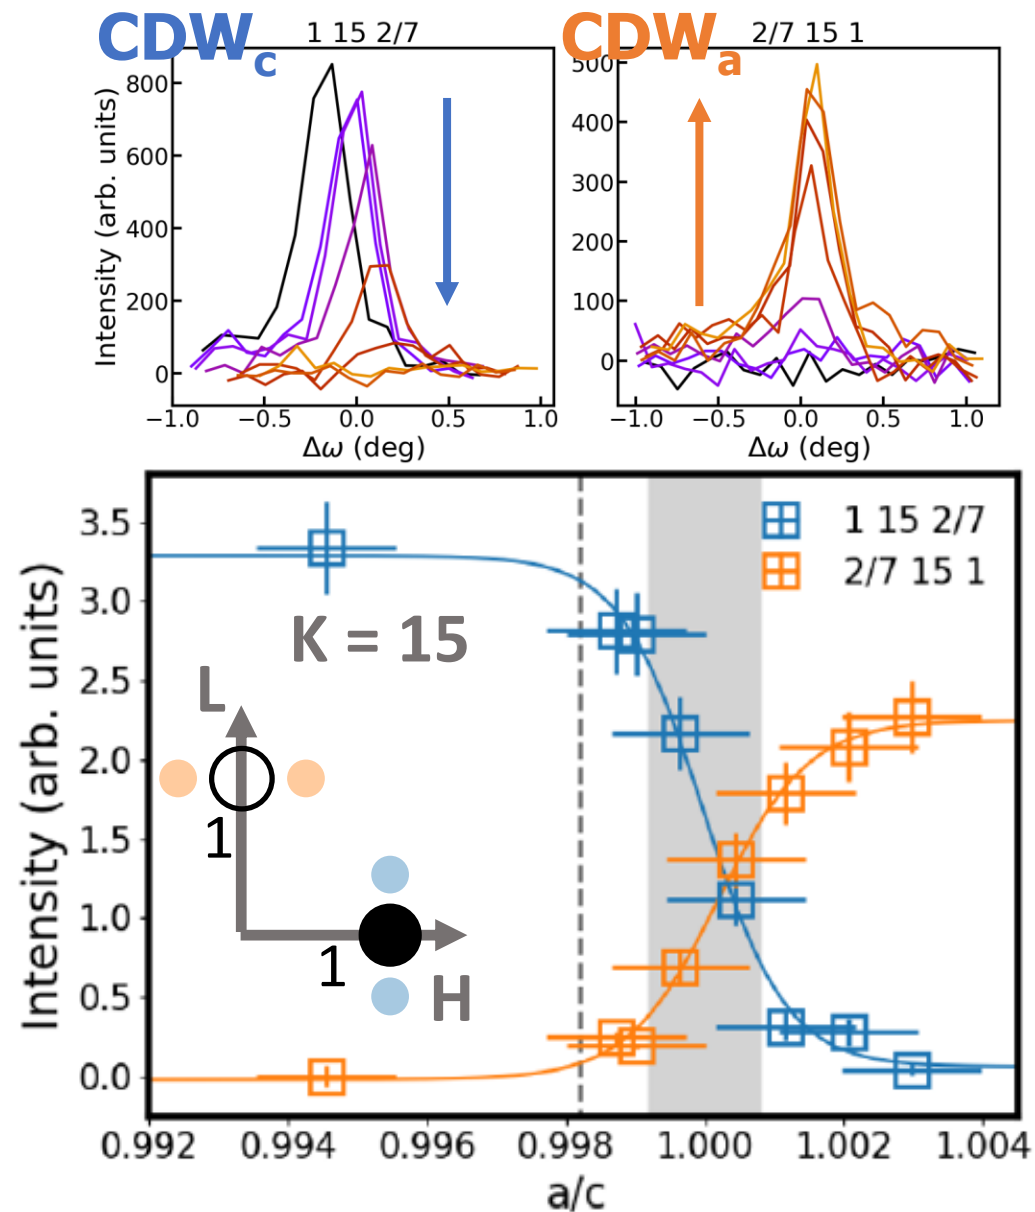 CDWc
1 15 2/7
Intensity (arb. units)
800
600
400
200
0
−1.0
−0.5
0.0
0.5
1.0
Δω (deg)
CDWa
2/7 15 1
500
400
300
200
100
0
−1.0
−0.5
0.0
0.5
1.0
Δω (deg)
Intensity (arb. units)
3.5
3.0
2.5
2.0
1.5
1.0
0.5
0.0
1 15 2/7
2/7 15 1
K = 15
L
1
1
H
0.992
0.994
0.996
0.998
1.000
1.002
1.004
a/c